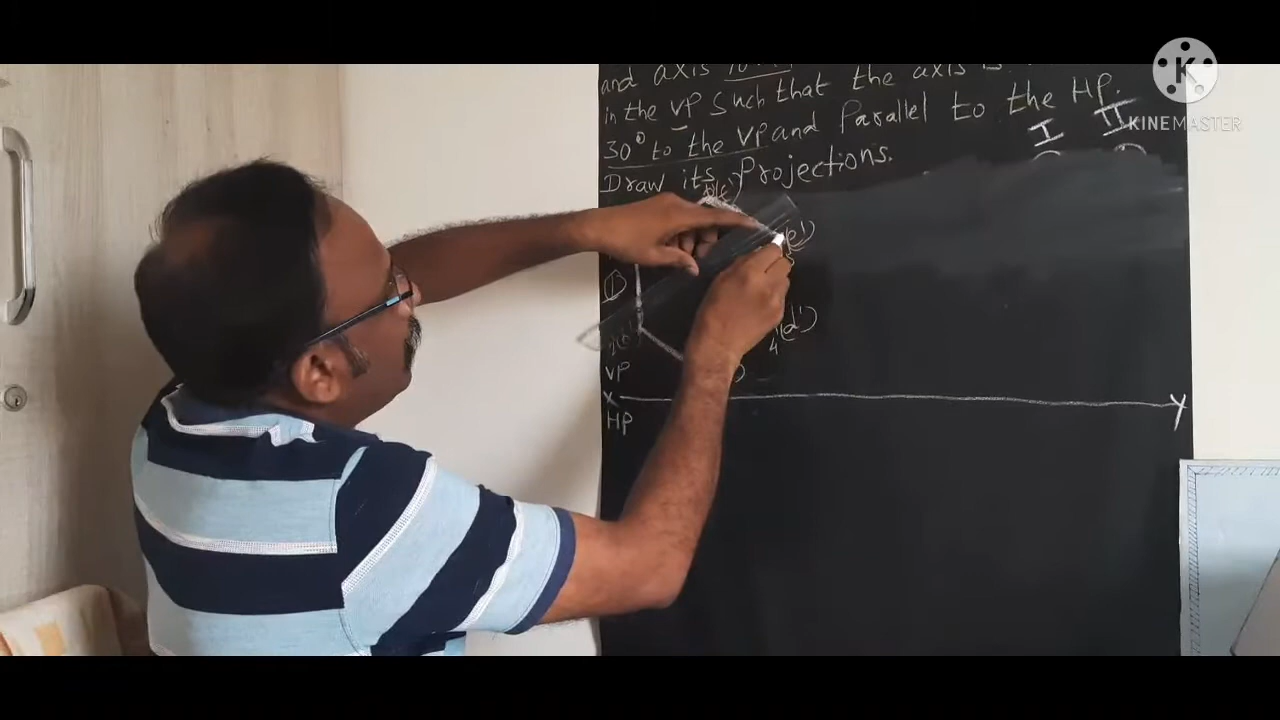 and axis
in the VP Such that the axis is
30° to the VP and Parallel to the HP.
Draw its Projections.
I II
(e')
(d')
4
VP
X Y
HP
K
KINEMASTER